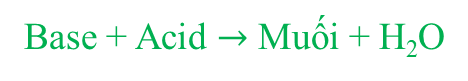 Base + Acid → Muối + H₂O